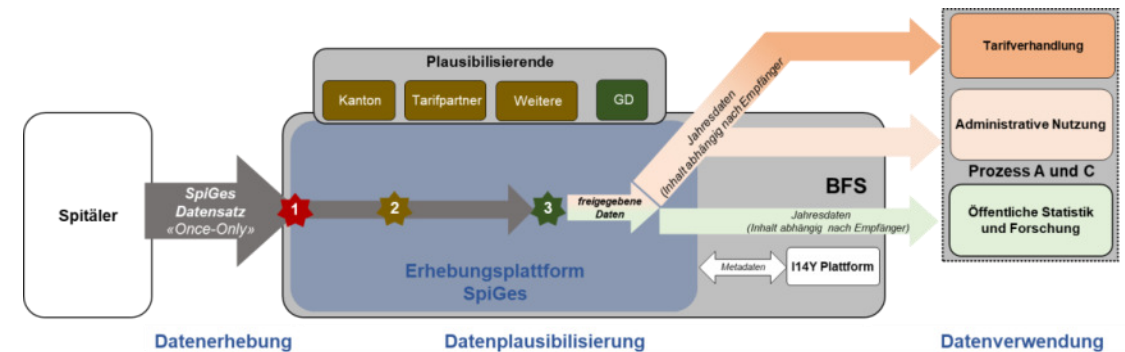 Plausibilisierende
Kanton
Tarifpartner
Weitere
GD
Spitäler
SpiGes
Datensatz
«Once-Only»
1
2
3
freigegebene
Daten
Erhebungsplattform
SpiGes
Jahresdaten
(Inhalt abhängig nach Empfänger)
BFS
Jahresdaten
(Inhalt abhängig nach Empfänger)
Metadaten
I14Y Plattform
Tarifverhandlung
Administrative Nutzung
Prozess A und C
Öffentliche Statistik
und Forschung
Datenerhebung
Datenplausibilisierung
Datenverwendung